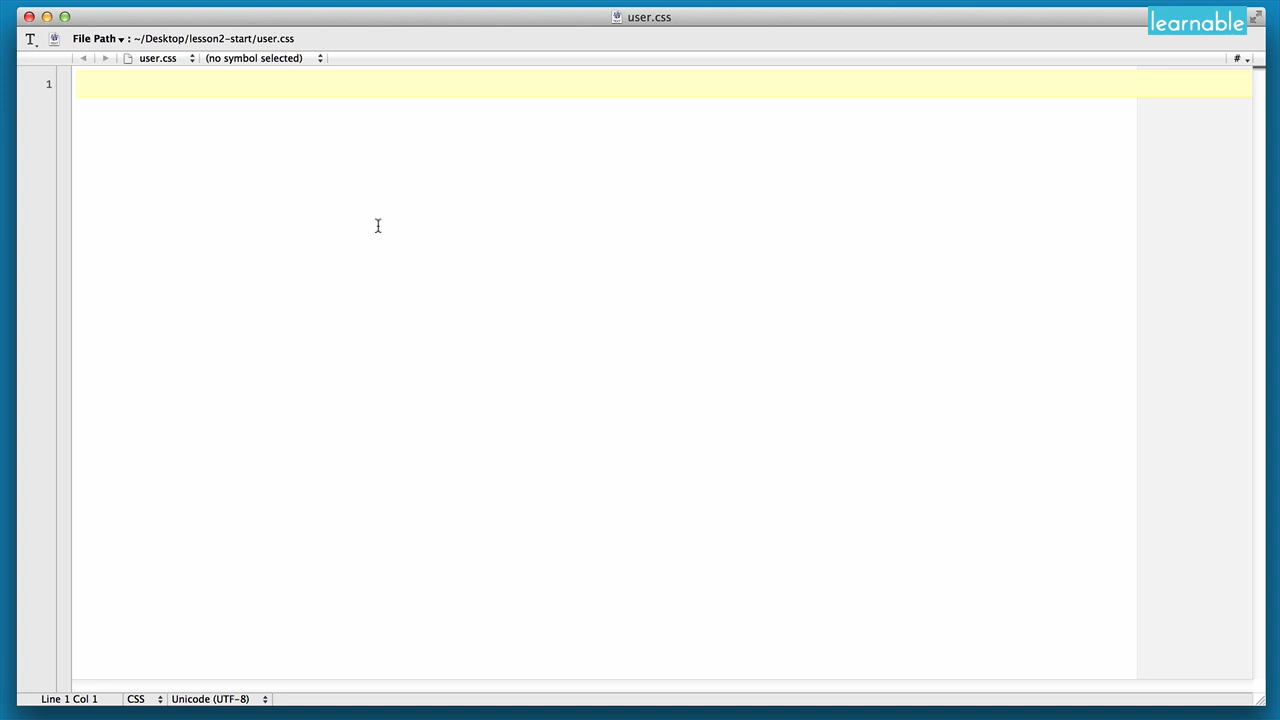 user.css
learnable
File Path : ~/Desktop/lesson2-start/user.css
user.css (no symbol selected) #
1
Line 1 Col 1 CSS Unicode (UTF-8)